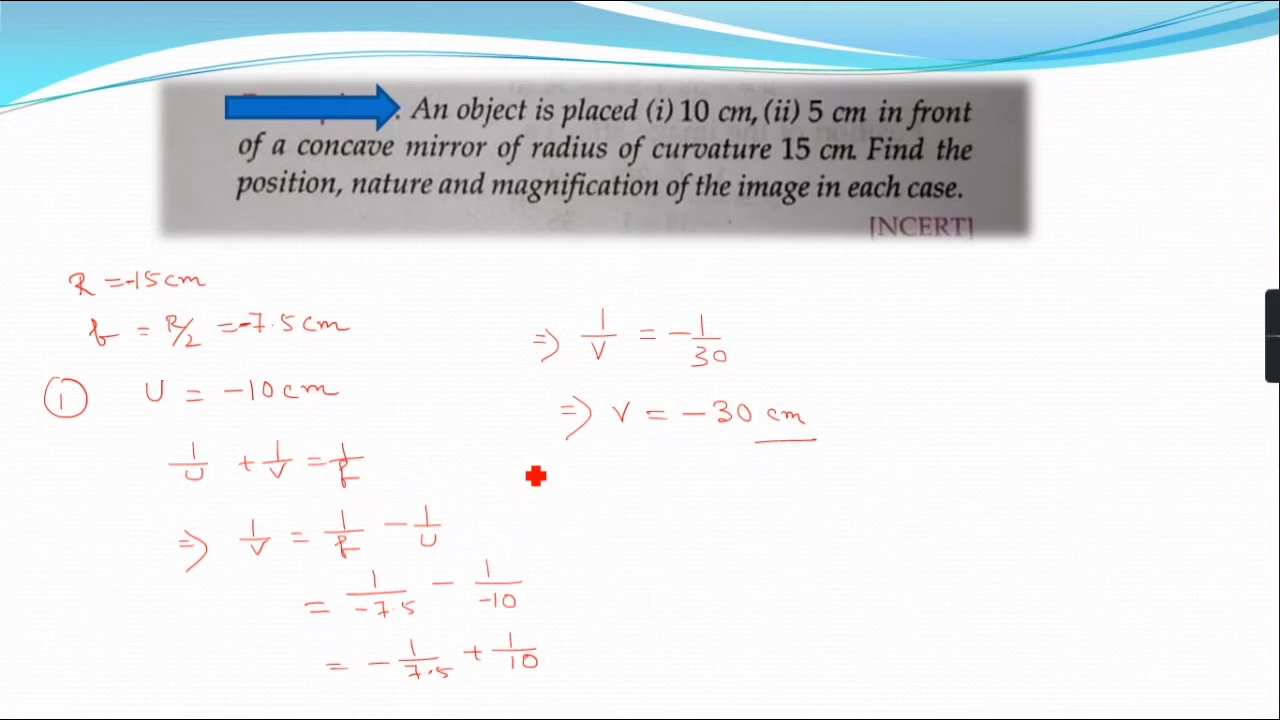 An object is placed (i) 10 cm, (ii) 5 cm in front
of a concave mirror of radius of curvature 15 cm. Find the
position, nature and magnification of the image in each case.
[NCERT]
R = -15 cm
f = R/2 = -7.5 cm
① U = -10 cm
1/U + 1/V = 1/f
⇒ 1/V = 1/f - 1/U
= 1/-7.5 - 1/-10
= - 1/7.5 + 1/10
⇒ 1/V = - 1/30
⇒ V = - 30 cm